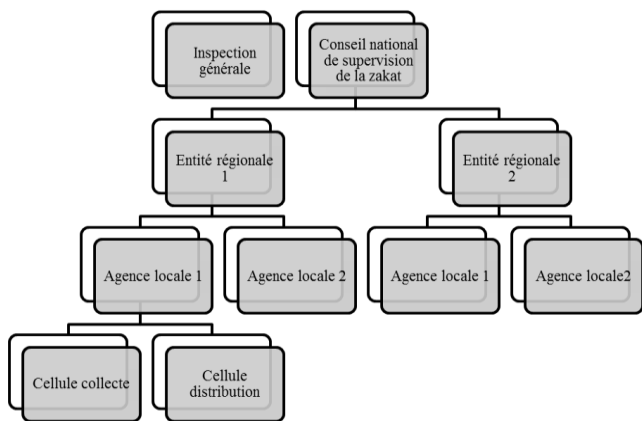 Inspection
générale
Conseil national
de supervision
de la zakat
Entité régionale
1
Entité régionale
2
Agence locale 1
Agence locale 2
Agence locale 1
Agence locale2
Cellule collecte
Cellule
distribution